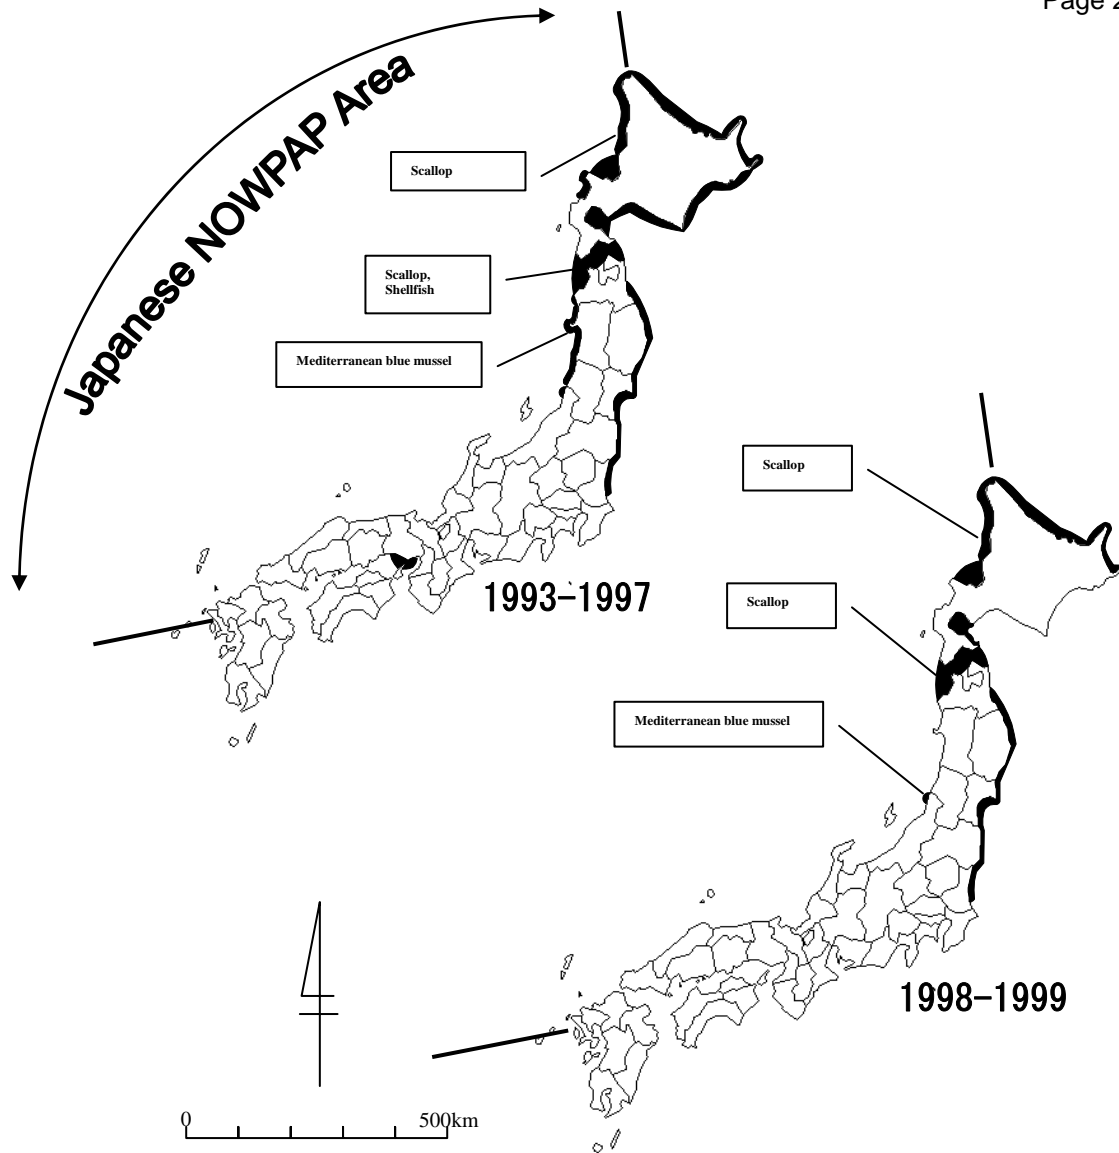 Page 2
Japanese NOWPAP Area
Scallop
Scallop,
Shellfish
Mediterranean blue mussel
1993-1997
Scallop
Scallop
Mediterranean blue mussel
1998-1999
0 500km